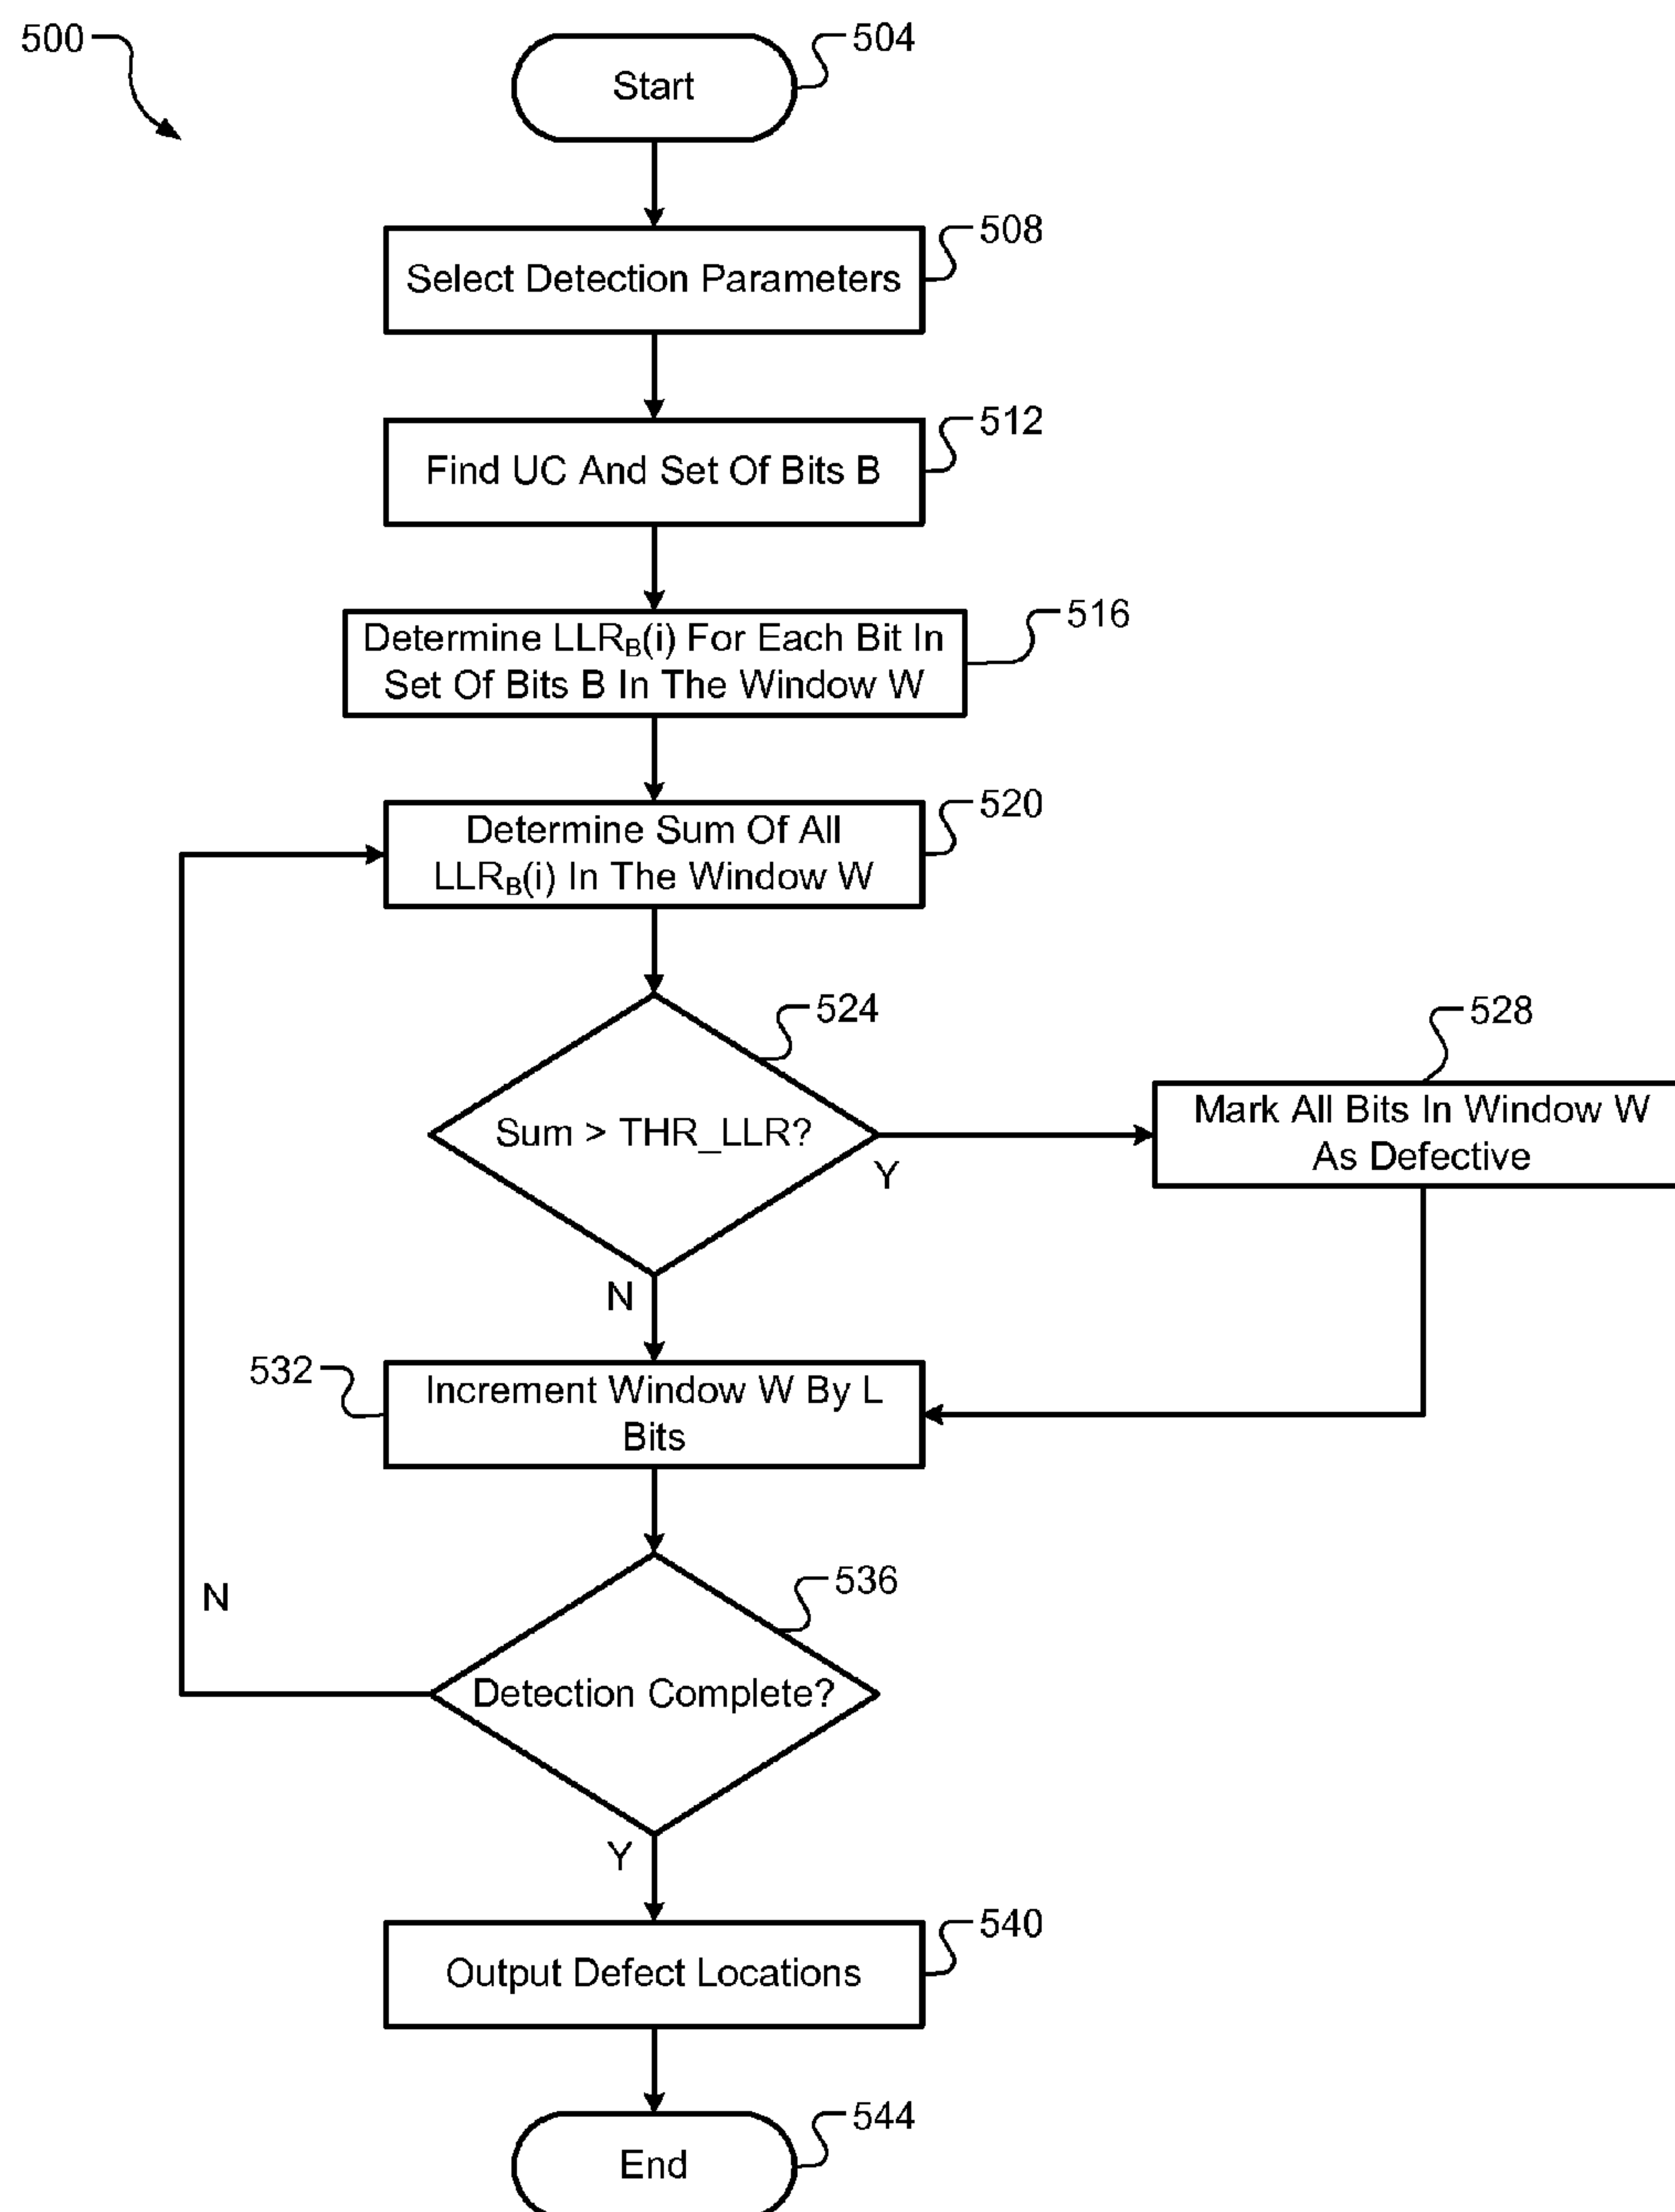 500
504
Start
508
Select Detection Parameters
512
Find UC And Set Of Bits B
516
Determine LLR_B(i) For Each Bit In
Set Of Bits B In The Window W
520
Determine Sum Of All
LLR_B(i) In The Window W
524
Sum > THR_LLR?
Y
528
Mark All Bits In Window W
As Defective
N
532
Increment Window W By L
Bits
536
Detection Complete?
N
Y
540
Output Defect Locations
544
End